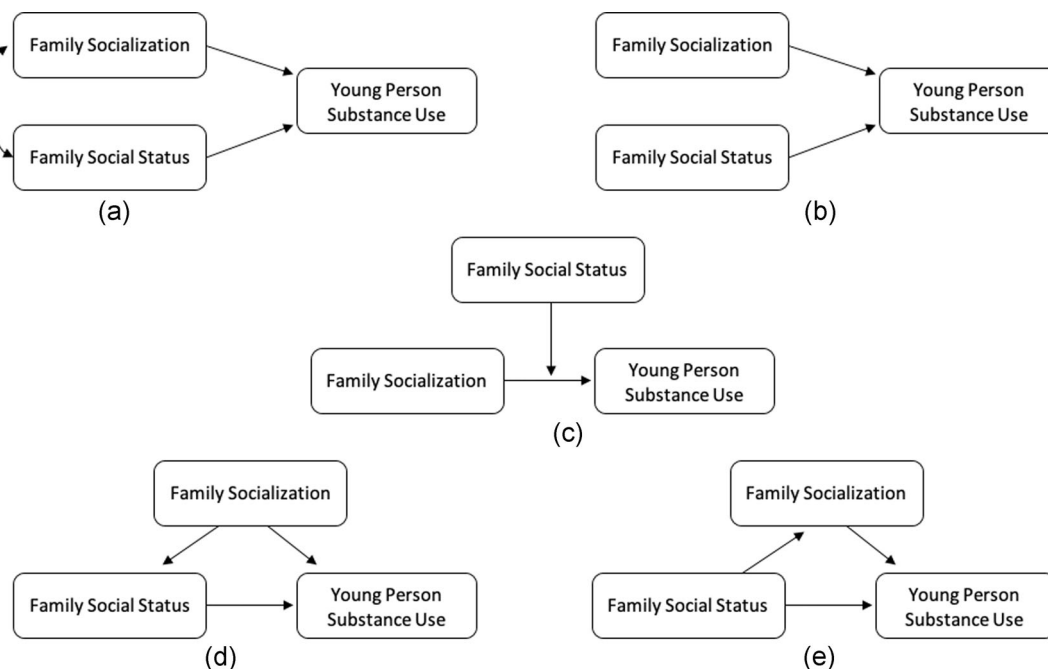 Family Socialization
Young Person
Substance Use
Family Social Status
(a)
Family Socialization
Young Person
Substance Use
Family Social Status
(b)
Family Social Status
Family Socialization
Young Person
Substance Use
(c)
Family Socialization
Family Social Status
Young Person
Substance Use
(d)
Family Socialization
Family Social Status
Young Person
Substance Use
(e)